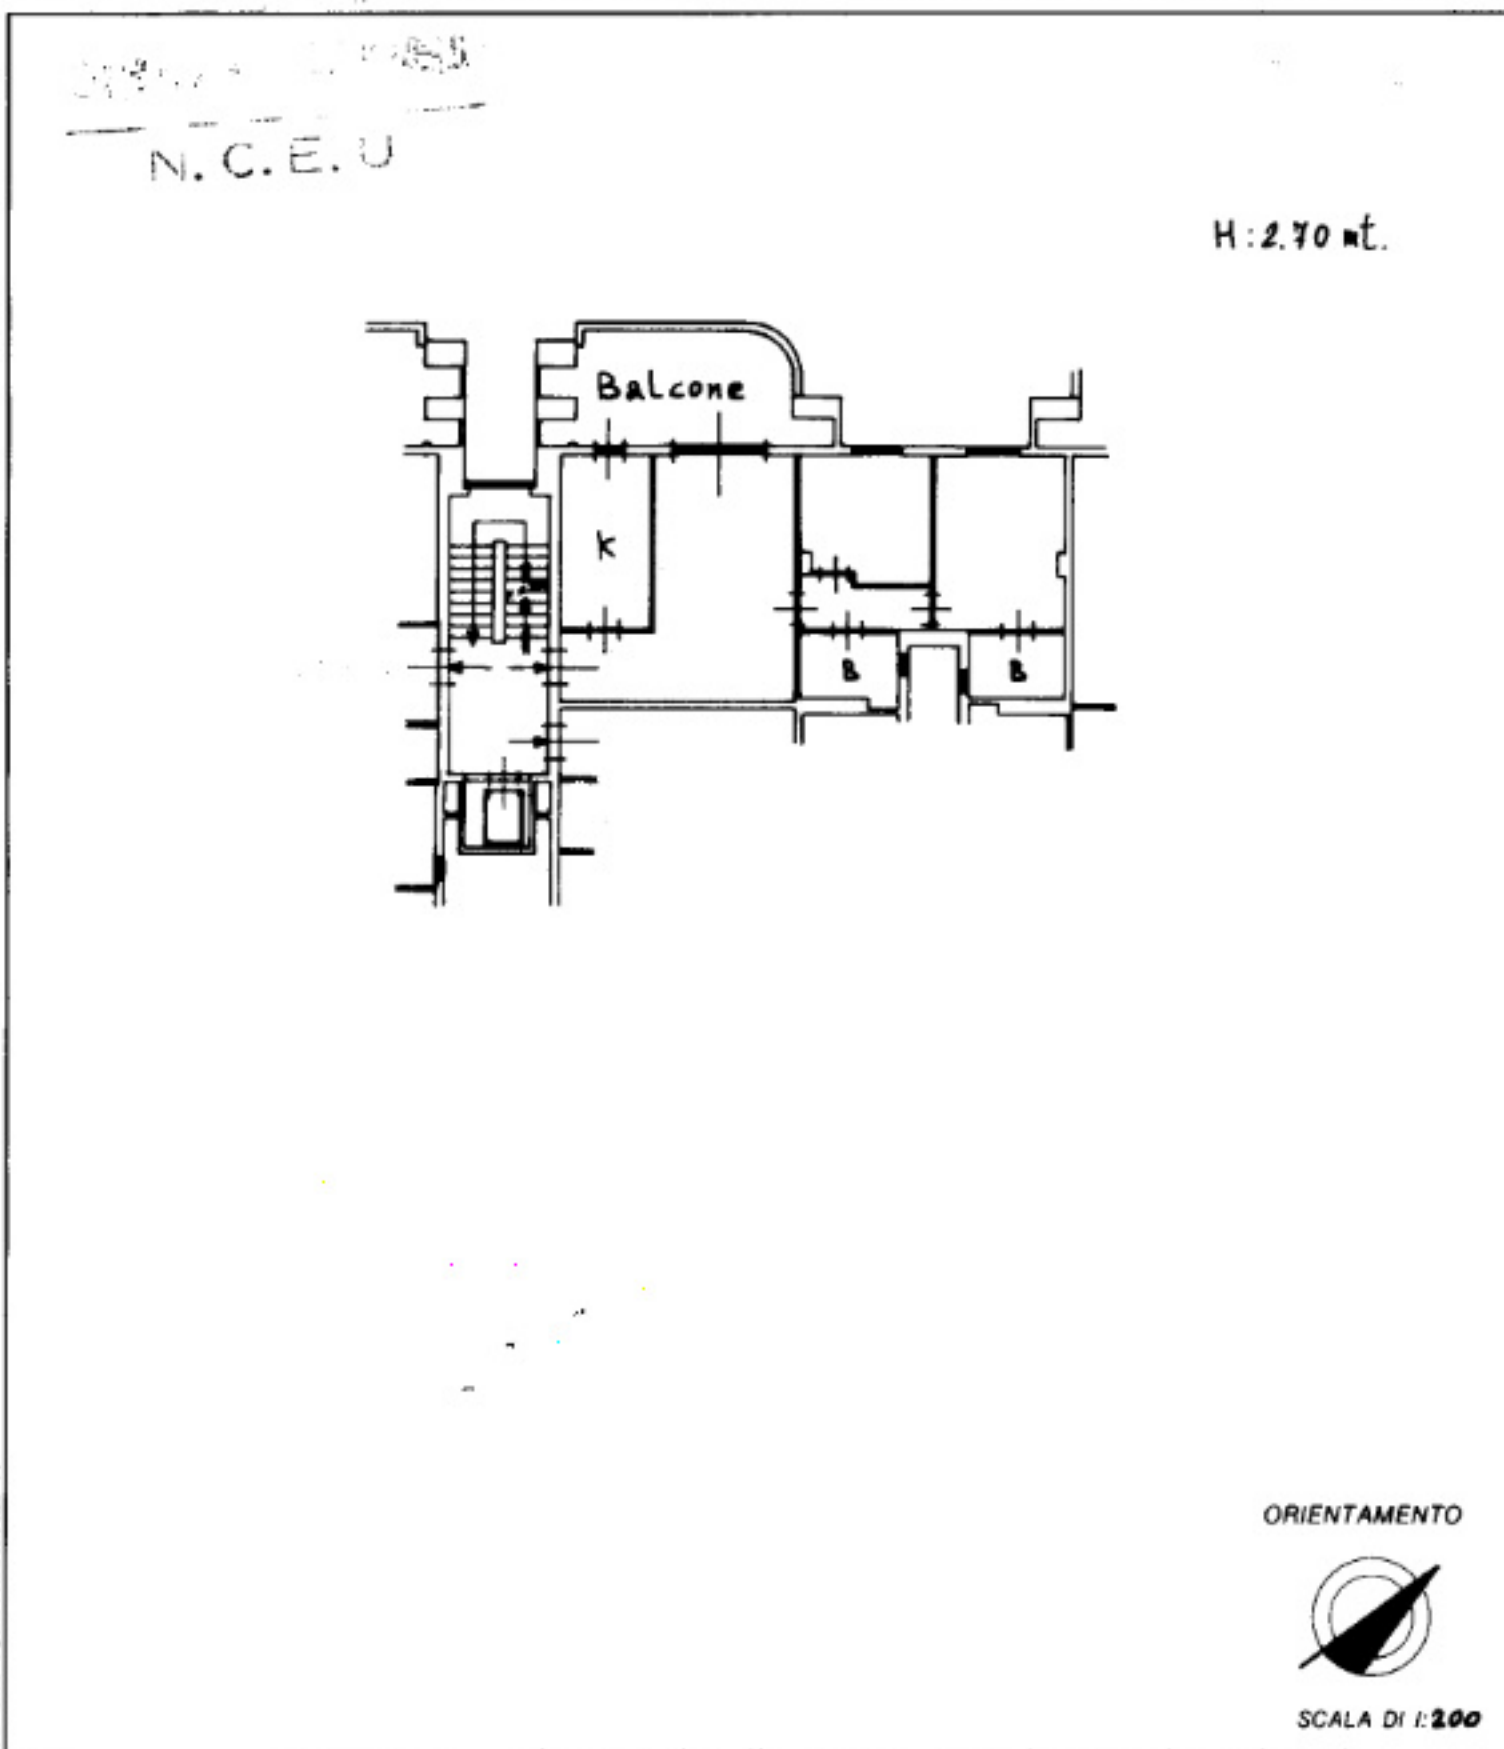 N. C. E. U
H: 2.70 mt.
Balcone
K
B
B
ORIENTAMENTO
SCALA DI 1:200